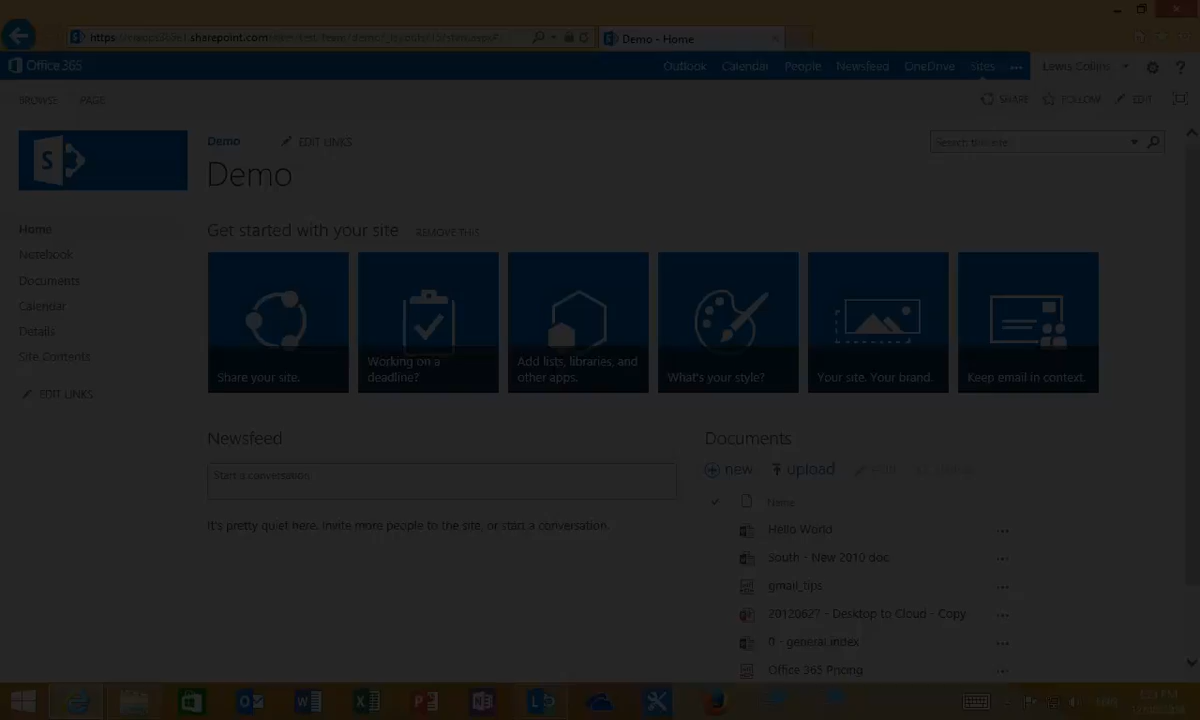 Demo - Home
Office 365
Outlook Calendar People Newsfeed OneDrive Sites ... Lewis Collins ?
BROWSE PAGE
SHARE FOLLOW EDIT
Demo EDIT LINKS
Search this site
Demo
Home
Get started with your site REMOVE THIS
Notebook
Documents
Calendar
Details
Site Contents
EDIT LINKS
Share your site.
Working on a
deadline?
Add lists, libraries, and
other apps.
What's your style?
Your site. Your brand.
Keep email in context.
Newsfeed
Start a conversation
It's pretty quiet here. Invite more people to the site, or start a conversation.
Documents
new upload
Name
Hello World ...
South - New 2010 doc ...
gmail_tips ...
20120627 - Desktop to Cloud - Copy ...
general index ...
Office 365 Pricing ...